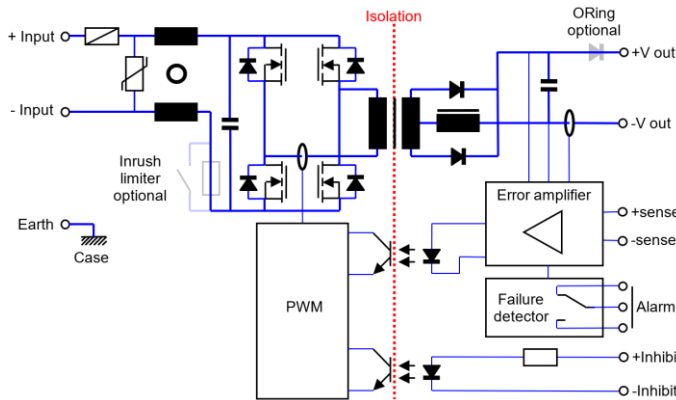 Isolation
ORing
optional
+ Input
+V out
- Input
-V out
Inrush
limiter
optional
Error amplifier
+sense
-sense
Earth
Case
PWM
Failure
detector
Alarm
+Inhibit
-Inhibit